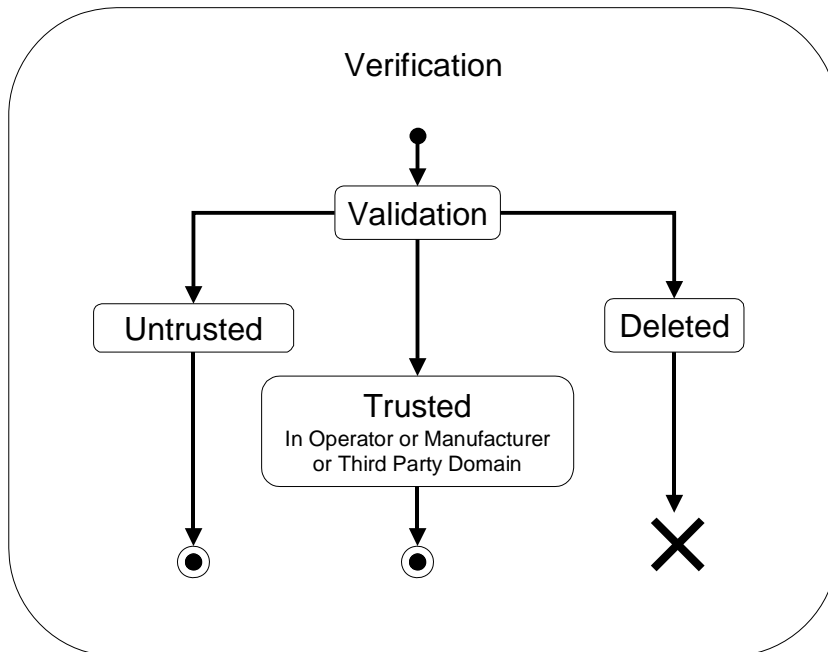 Verification
Validation
Untrusted
Deleted
Trusted
In Operator or Manufacturer
or Third Party Domain